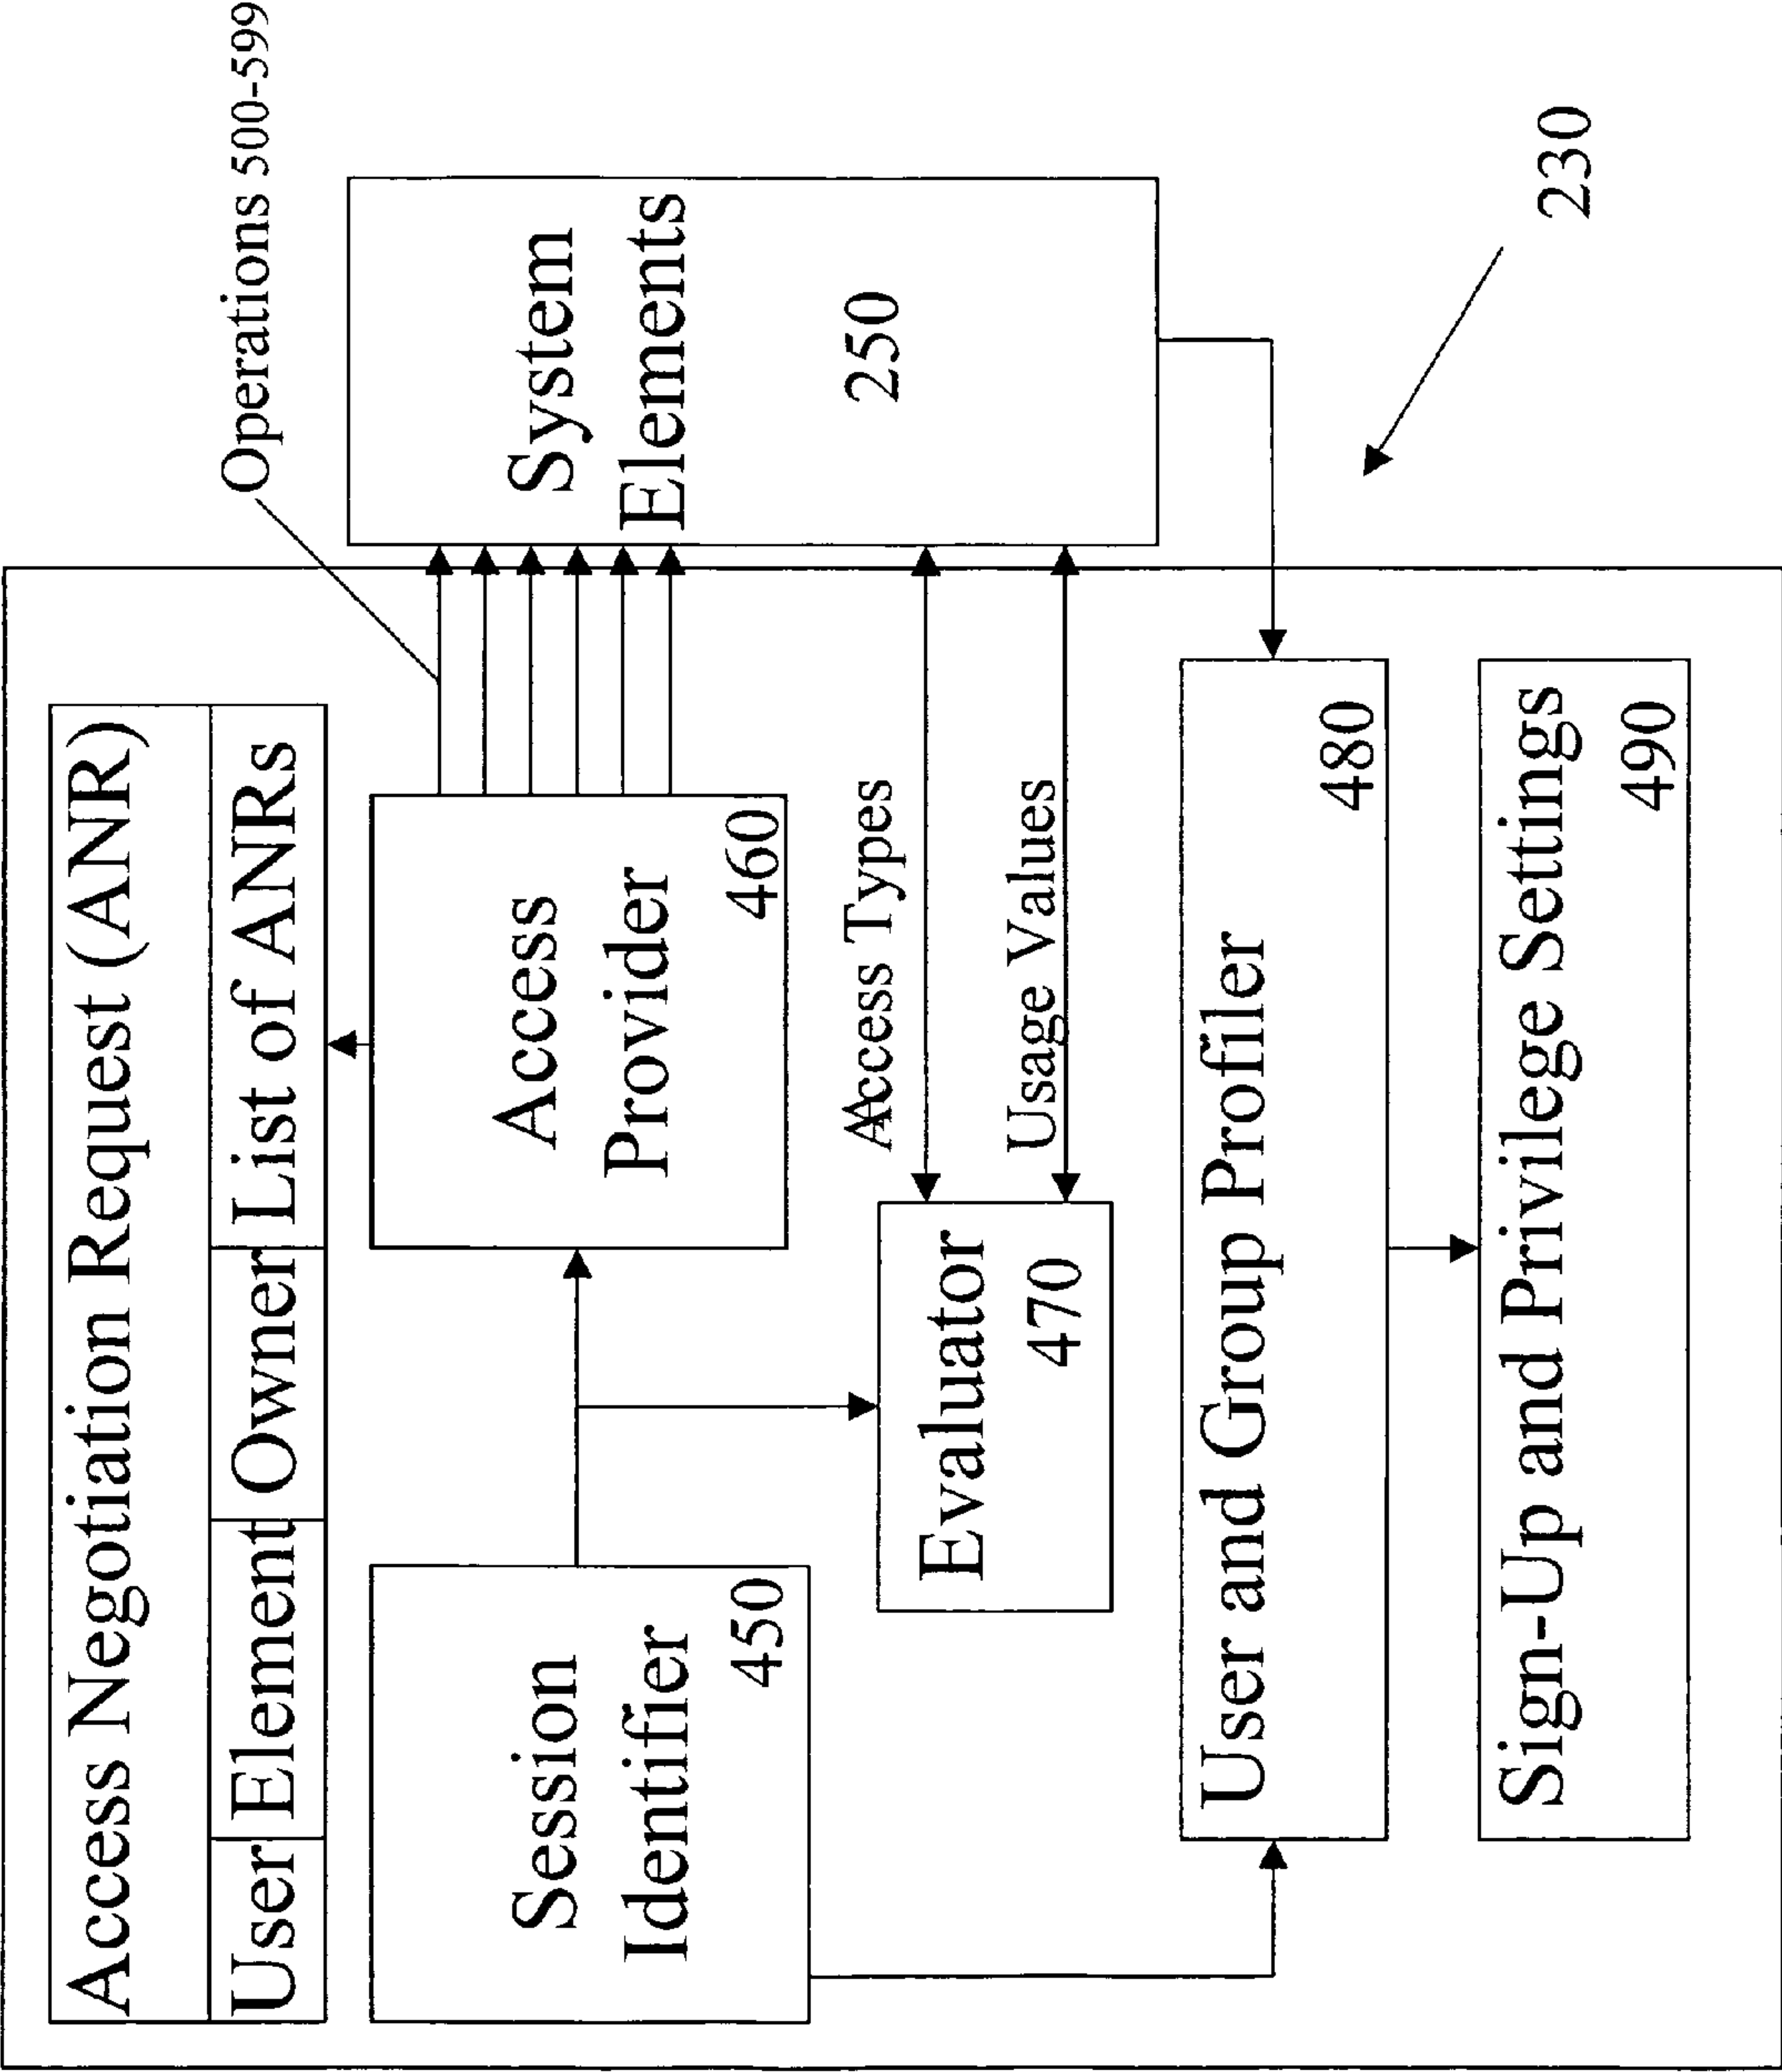 Access Negotiation Request (ANR)
User
Element
Owner
List of ANRs
Operations 500-599
Session
Identifier
450
Access
Provider
460
System
Elements
250
Evaluator
470
Access Types
Usage Values
User and Group Profiler
480
Sign-Up and Privilege Settings
490
230